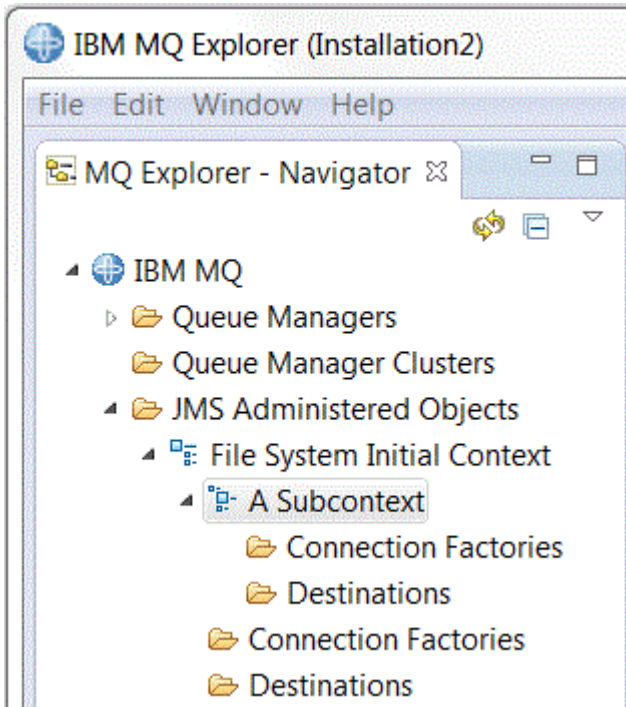 IBM MQ Explorer (Installation2)
File Edit Window Help
MQ Explorer - Navigator
IBM MQ
Queue Managers
Queue Manager Clusters
JMS Administered Objects
File System Initial Context
A Subcontext
Connection Factories
Destinations
Connection Factories
Destinations